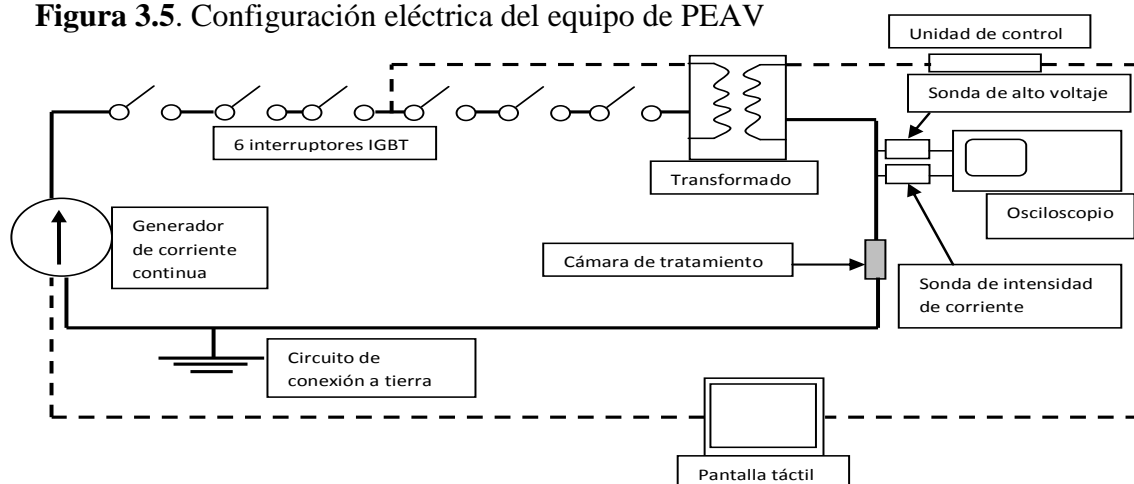 Figura 3.5. Configuración eléctrica del equipo de PEAV
Unidad de control
Sonda de alto voltaje
6 interruptores IGBT
Transformado
Osciloscopio
Generador
de corriente
continua
Cámara de tratamiento
Sonda de intensidad
de corriente
Circuito de
conexión a tierra
Pantalla táctil